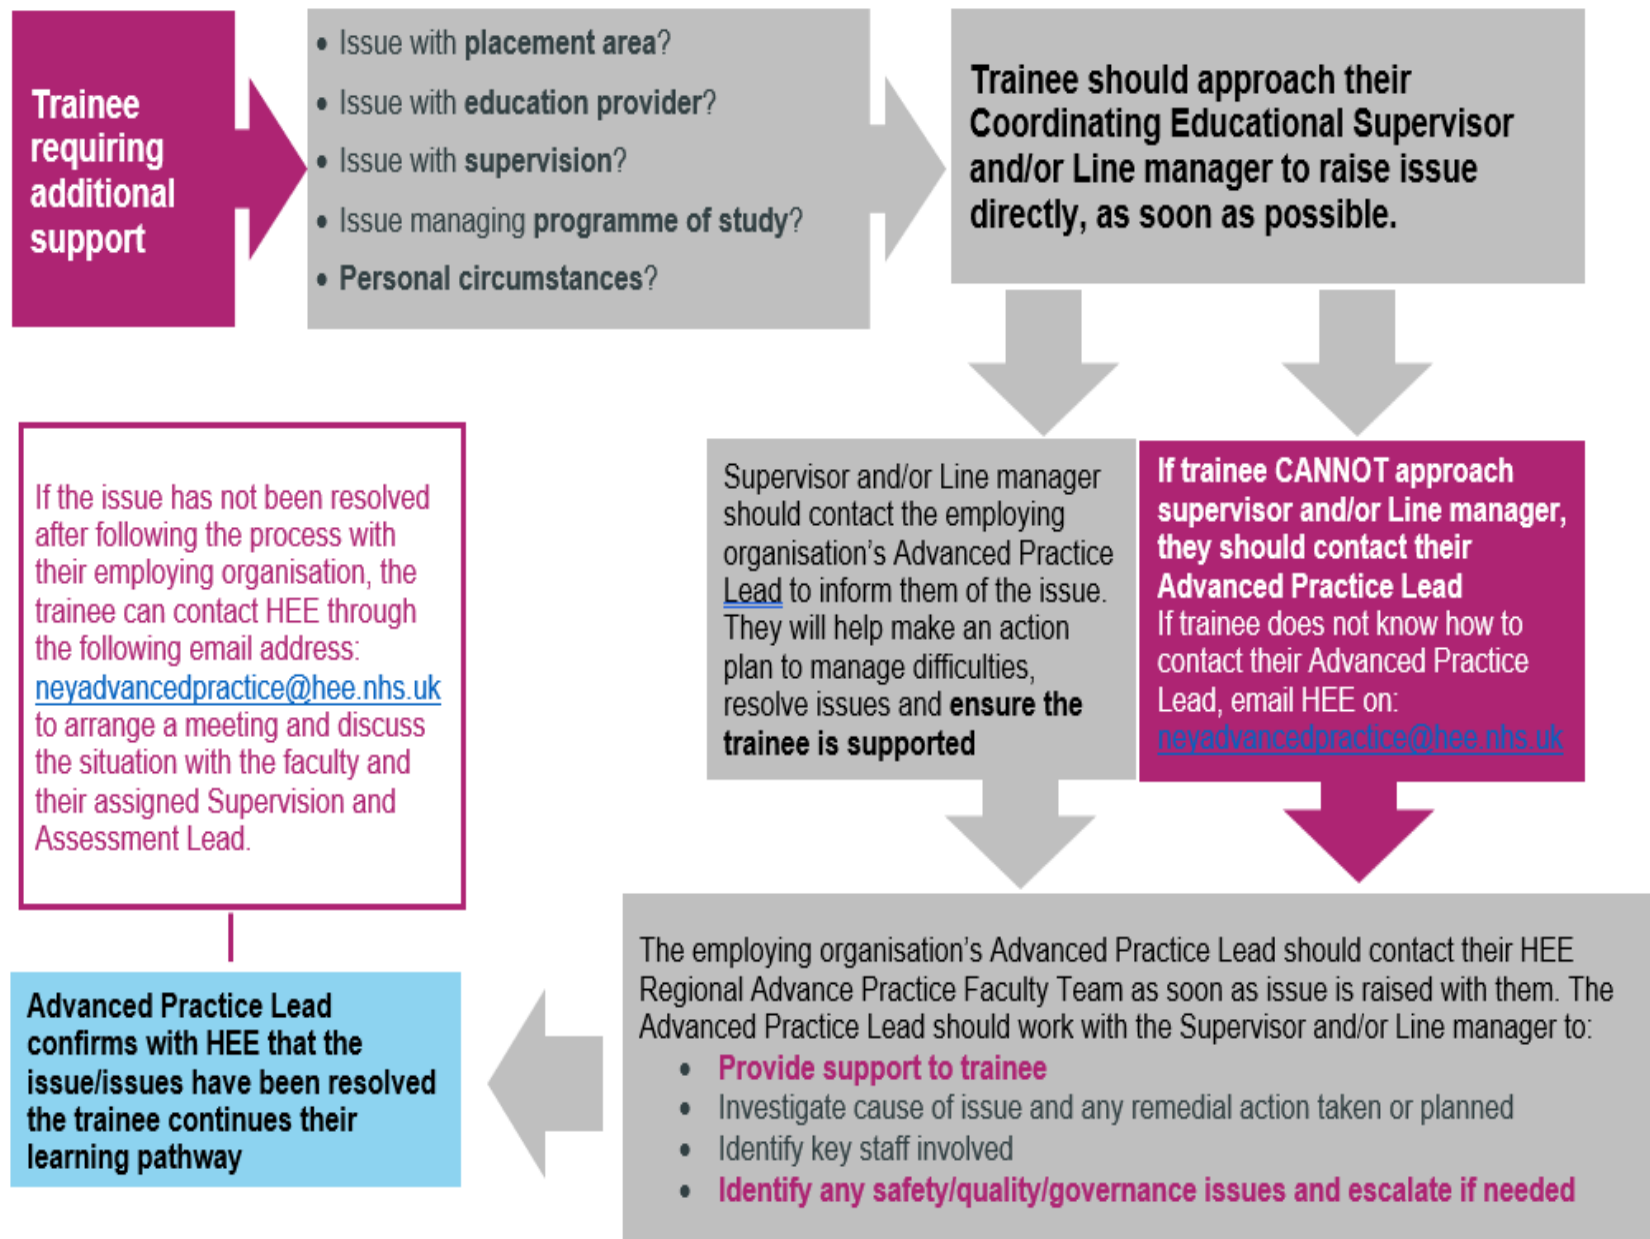 Trainee
requiring
additional
support
• Issue with placement area?
• Issue with education provider?
• Issue with supervision?
• Issue managing programme of study?
• Personal circumstances?
Trainee should approach their
Coordinating Educational Supervisor
and/or Line manager to raise issue
directly, as soon as possible.
Supervisor and/or Line manager
should contact the employing
organisation’s Advanced Practice
Lead to inform them of the issue.
They will help make an action
plan to manage difficulties,
resolve issues and ensure the
trainee is supported
If trainee CANNOT approach
supervisor and/or Line manager,
they should contact their
Advanced Practice Lead
If trainee does not know how to
contact their Advanced Practice
Lead, email HEE on:
neyadvancedpractice@hee.nhs.uk
The employing organisation’s Advanced Practice Lead should contact their HEE
Regional Advance Practice Faculty Team as soon as issue is raised with them. The
Advanced Practice Lead should work with the Supervisor and/or Line manager to:
• Provide support to trainee
• Investigate cause of issue and any remedial action taken or planned
• Identify key staff involved
• Identify any safety/quality/governance issues and escalate if needed
Advanced Practice Lead
confirms with HEE that the
issue/issues have been resolved
the trainee continues their
learning pathway
If the issue has not been resolved
after following the process with
their employing organisation, the
trainee can contact HEE through
the following email address:
neyadvancedpractice@hee.nhs.uk
to arrange a meeting and discuss
the situation with the faculty and
their assigned Supervision and
Assessment Lead.